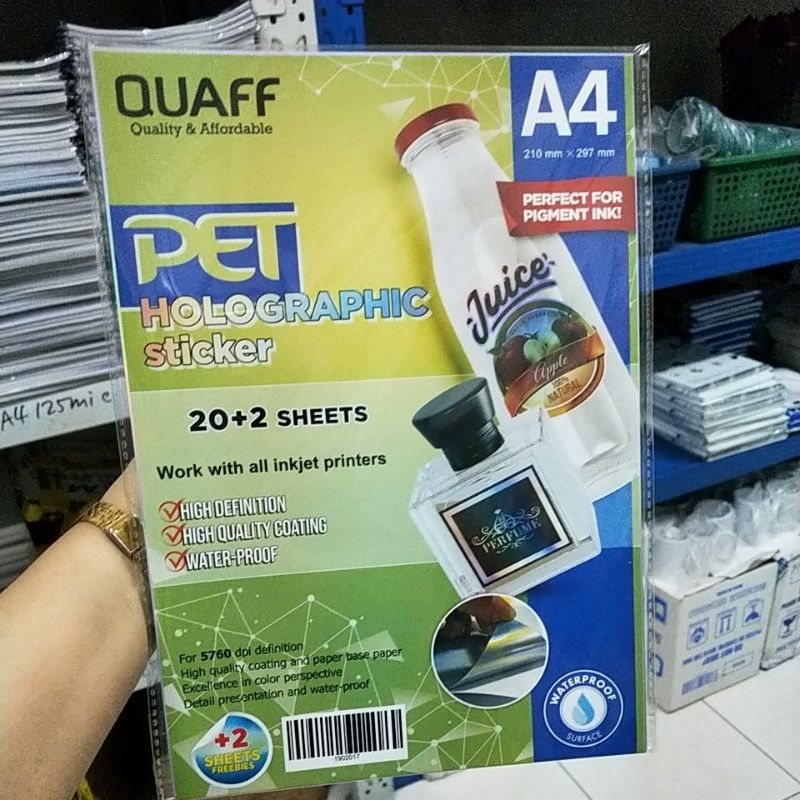 QUAFF
Quality & Affordable
A4
210 mm × 297 mm
PERFECT FOR
PIGMENT INK!
PET
HOLOGRAPHIC
sticker
Juice
Apple
100%
NATURAL
20+2 SHEETS
Work with all inkjet printers
HIGH DEFINITION
HIGH QUALITY COATING
WATER-PROOF
PERFUME
For 5760 dpi definition
High quality coating and paper base paper
Excellence in color perspective
Detail presentation and water-proof
+2
SHEETS
FREEBIES
1902017
WATERPROOF
SURFACE
A4 125mic